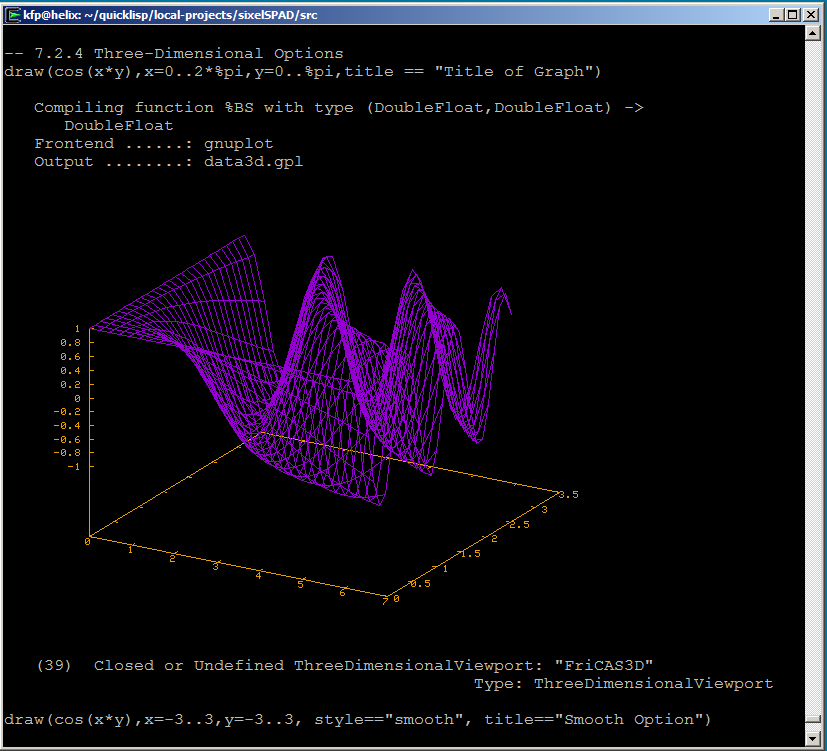 kfp@helix: ~/quicklisp/local-projects/sixelSPAD/src
-- 7.2.4 Three-Dimensional Options
draw(cos(x*y),x=0..2*%pi,y=0..%pi,title == "Title of Graph")
Compiling function %BS with type (DoubleFloat,DoubleFloat) ->
DoubleFloat
Frontend ......: gnuplot
Output ........: data3d.gpl
1
0.8
0.6
0.4
0.2
0
-0.2
-0.4
-0.6
-0.8
-1
0
1
2
3
4
5
6
7
0
0.5
1
1.5
2
2.5
3
3.5
(39) Closed or Undefined ThreeDimensionalViewport: "FriCAS3D"
Type: ThreeDimensionalViewport
draw(cos(x*y),x=-3..3,y=-3..3, style=="smooth", title=="Smooth Option")